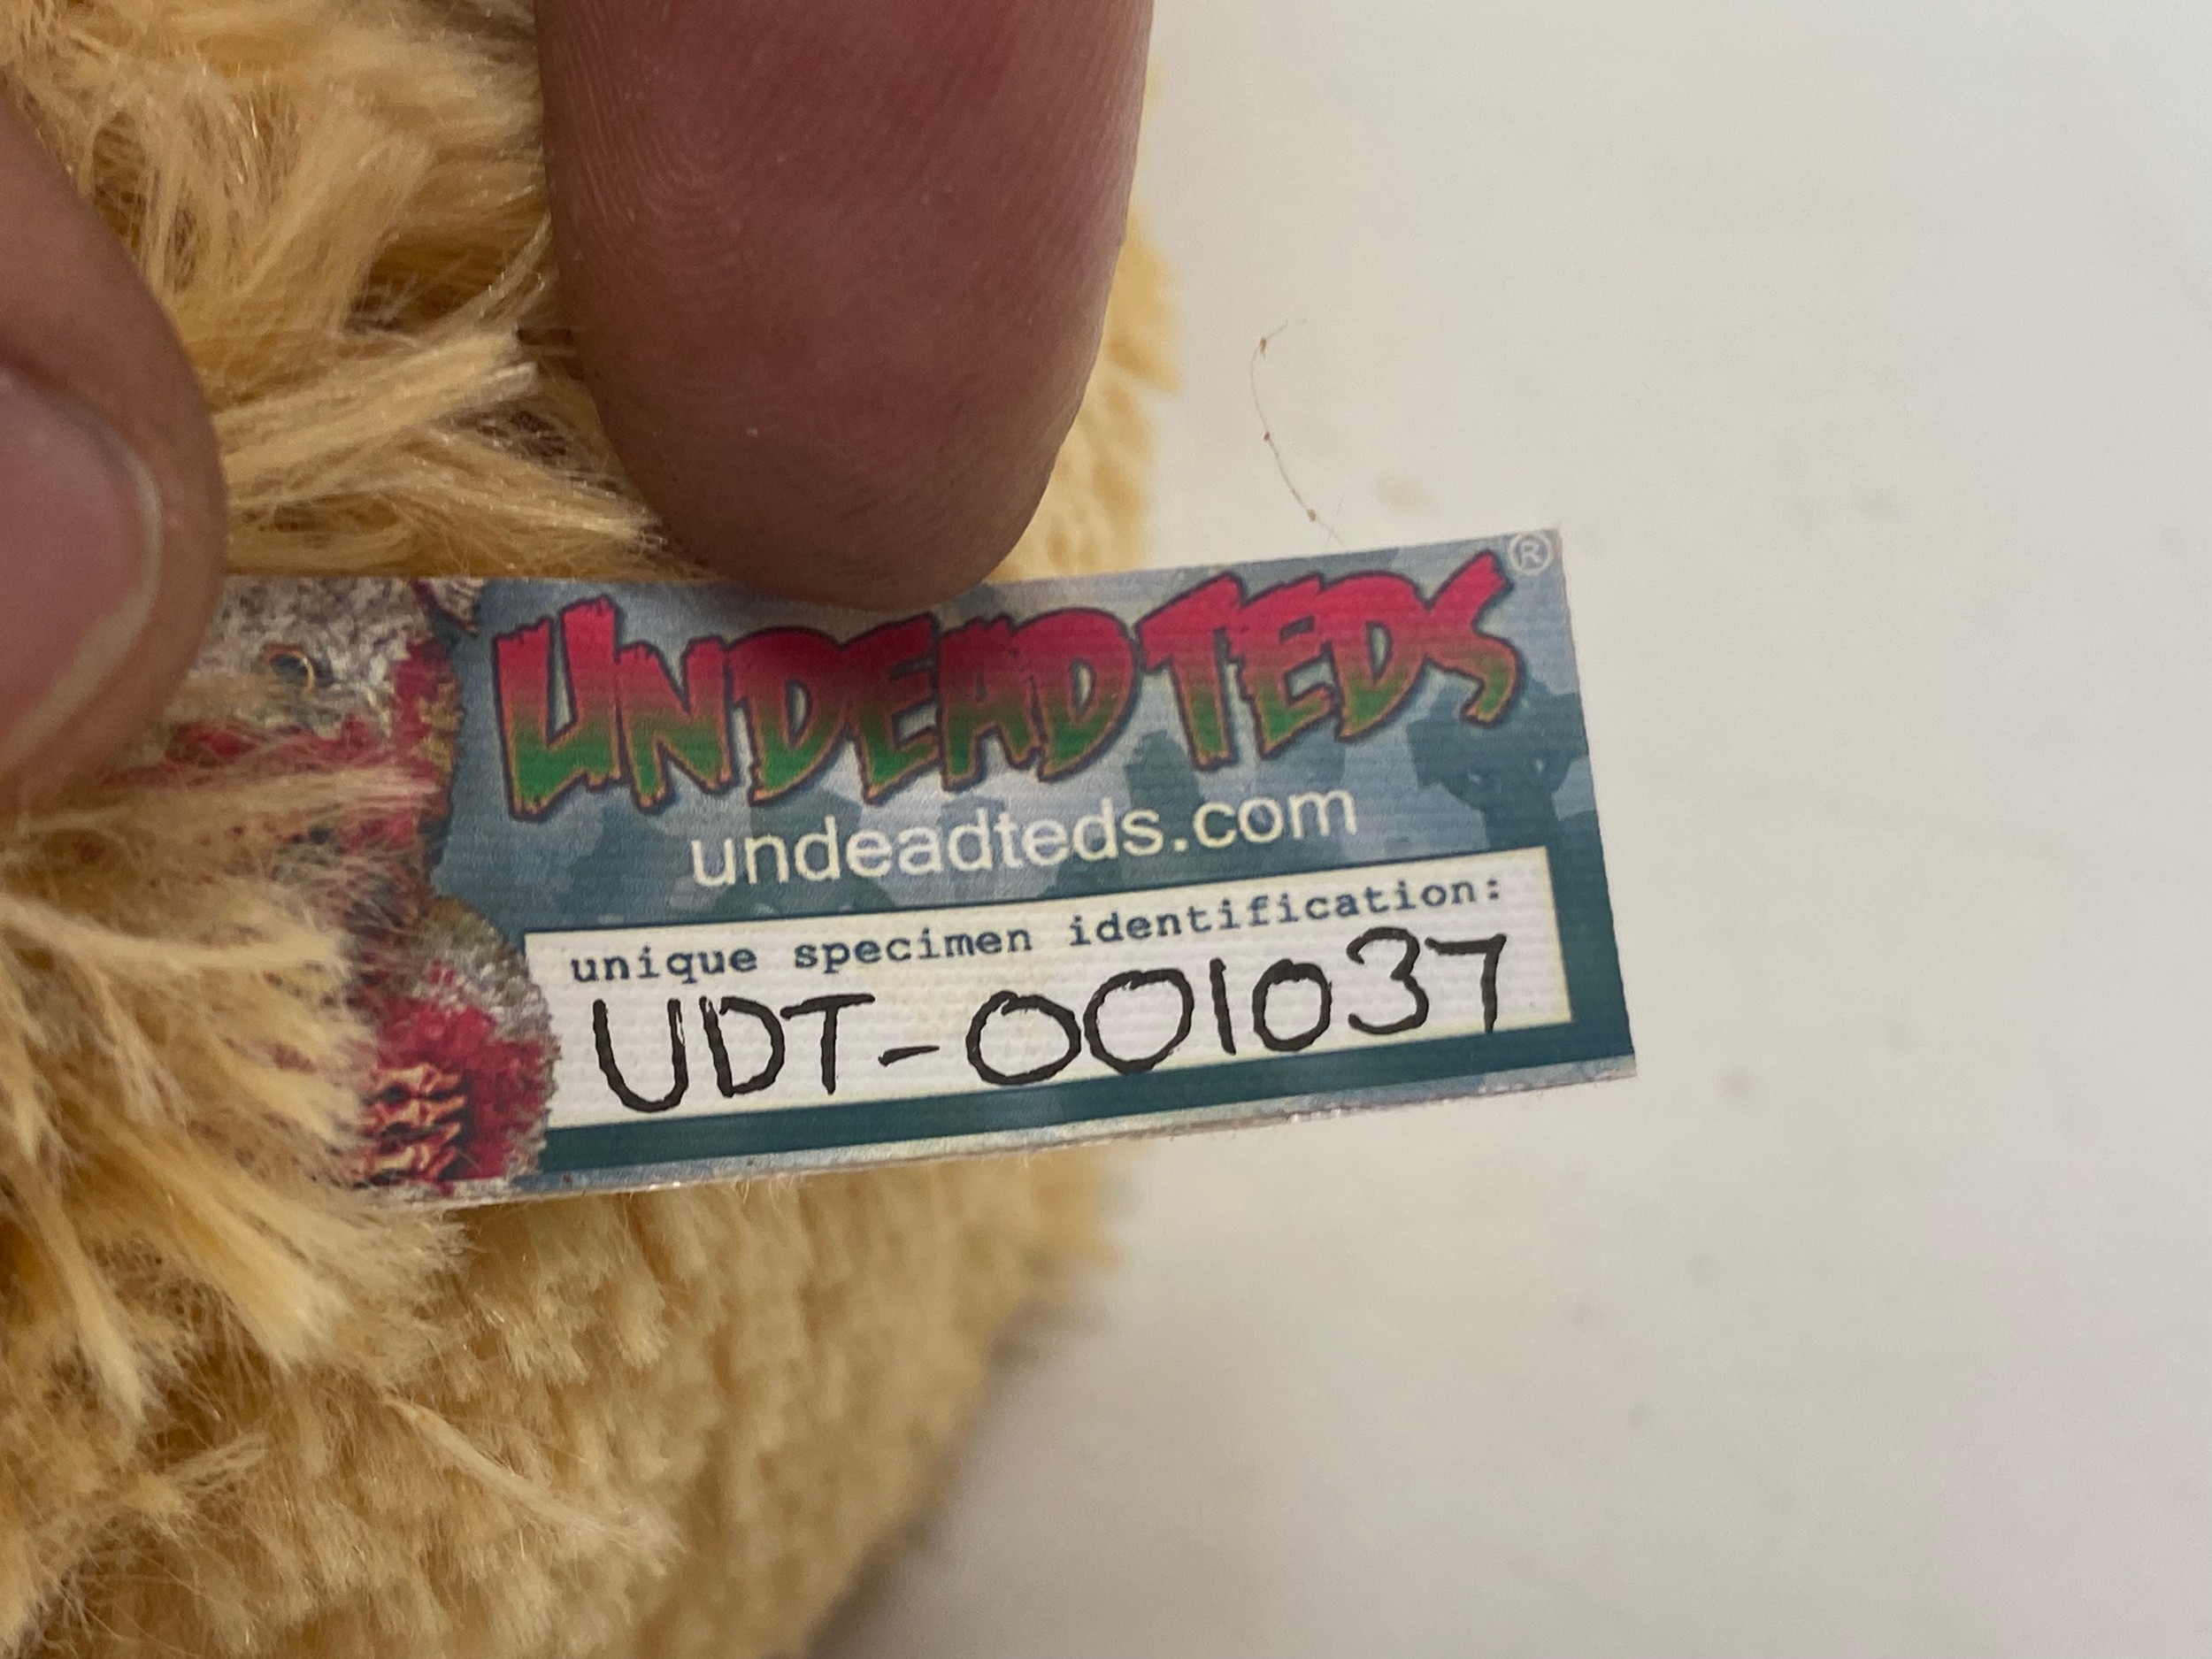 UNDEAD TEDS®
undeadteds.com
unique specimen identification:
UDT-001037